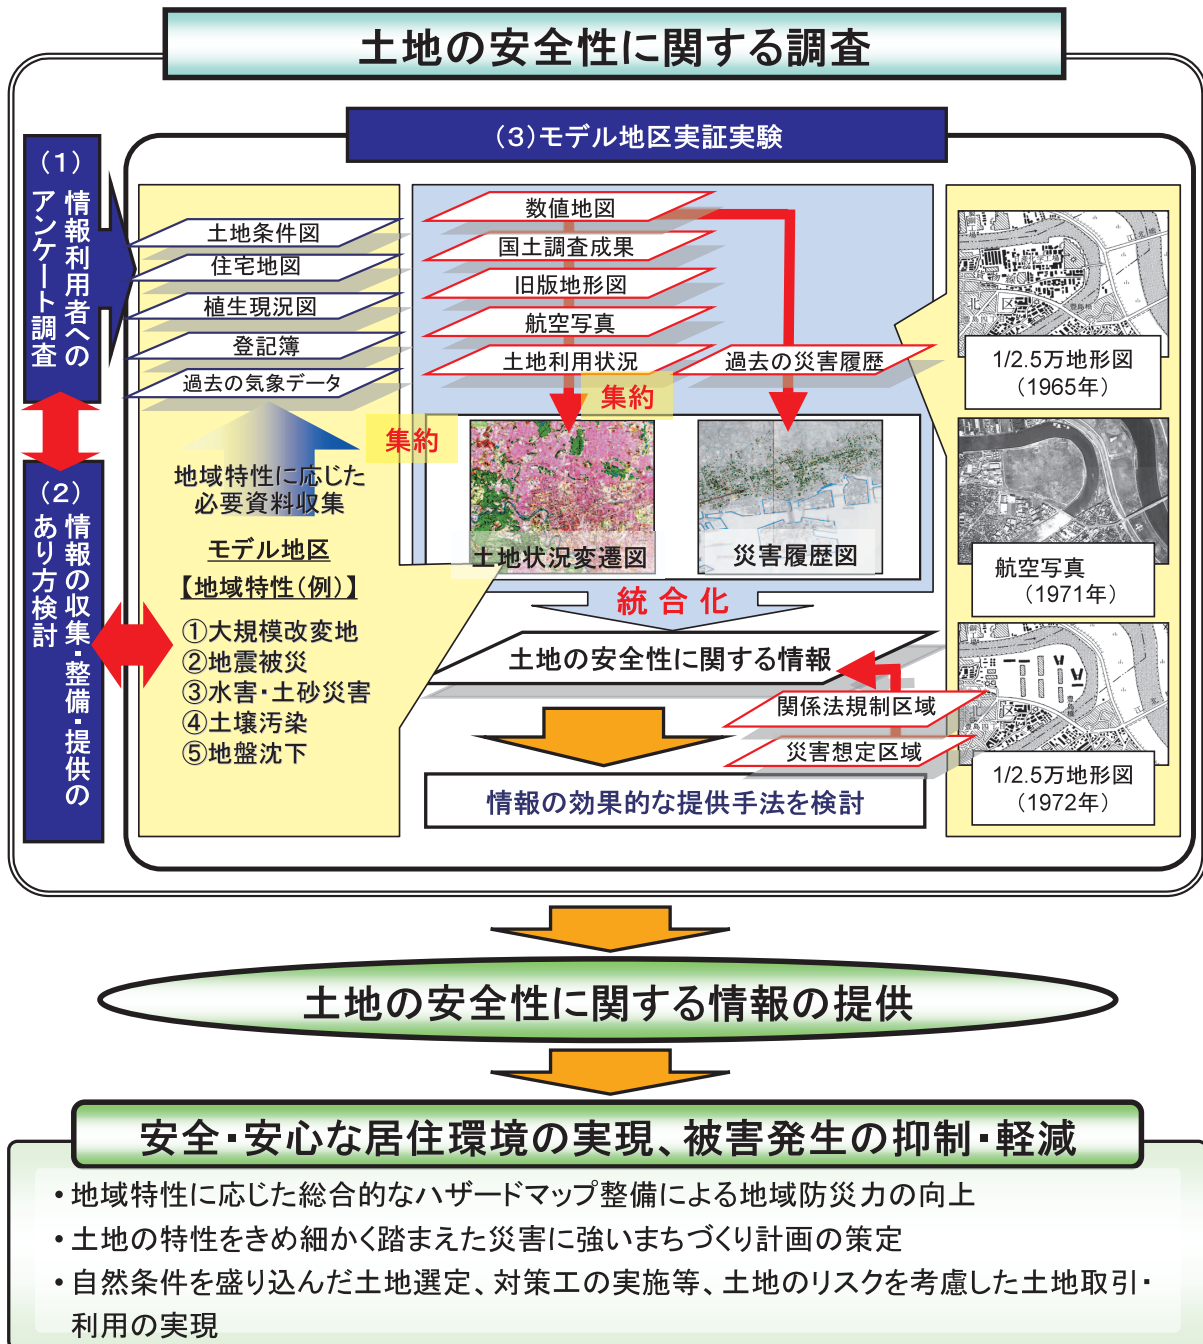 土地の安全性に関する調査
(3)モデル地区実証実験
(1)
情報利用者への
アンケート調査
(2)
情報の収集・整備・提供の
あり方検討
土地条件図
住宅地図
植生現況図
登記簿
過去の気象データ
集約
地域特性に応じた
必要資料収集
モデル地区
【地域特性(例)】
①大規模改変地
②地震被災
③水害・土砂災害
④土壌汚染
⑤地盤沈下
数値地図
国土調査成果
旧版地形図
航空写真
土地利用状況
過去の災害履歴
集約
土地状況変遷図
災害履歴図
統合化
土地の安全性に関する情報
関係法規制区域
災害想定区域
情報の効果的な提供手法を検討
1/2.5万地形図
(1965年)
航空写真
(1971年)
1/2.5万地形図
(1972年)
土地の安全性に関する情報の提供
安全・安心な居住環境の実現、被害発生の抑制・軽減
・地域特性に応じた総合的なハザードマップ整備による地域防災力の向上
・土地の特性をきめ細かく踏まえた災害に強いまちづくり計画の策定
・自然条件を盛り込んだ土地選定、対策工の実施等、土地のリスクを考慮した土地取引・
利用の実現